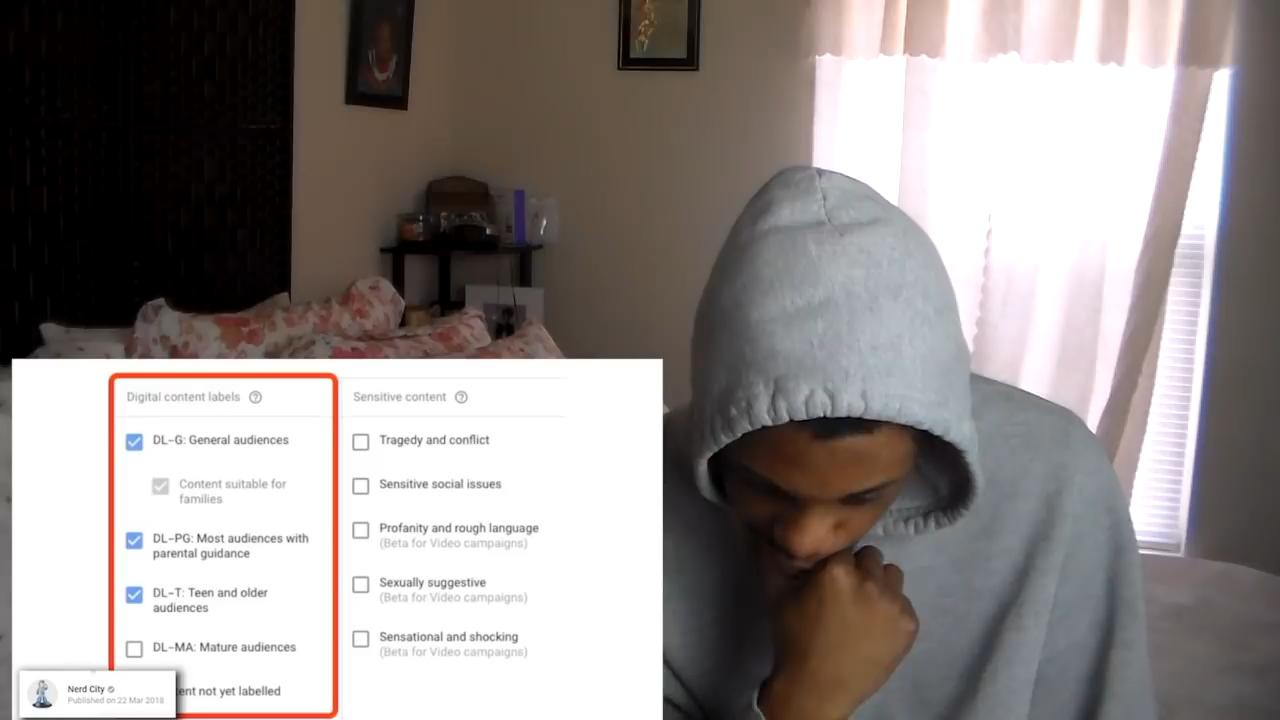 Digital content labels
DL-G: General audiences
Content suitable for
families
DL-PG: Most audiences with
parental guidance
DL-T: Teen and older
audiences
DL-MA: Mature audiences
ent not yet labelled
Sensitive content
Tragedy and conflict
Sensitive social issues
Profanity and rough language
(Beta for Video campaigns)
Sexually suggestive
(Beta for Video campaigns)
Sensational and shocking
(Beta for Video campaigns)
Nerd City
Published on 22 Mar 2018